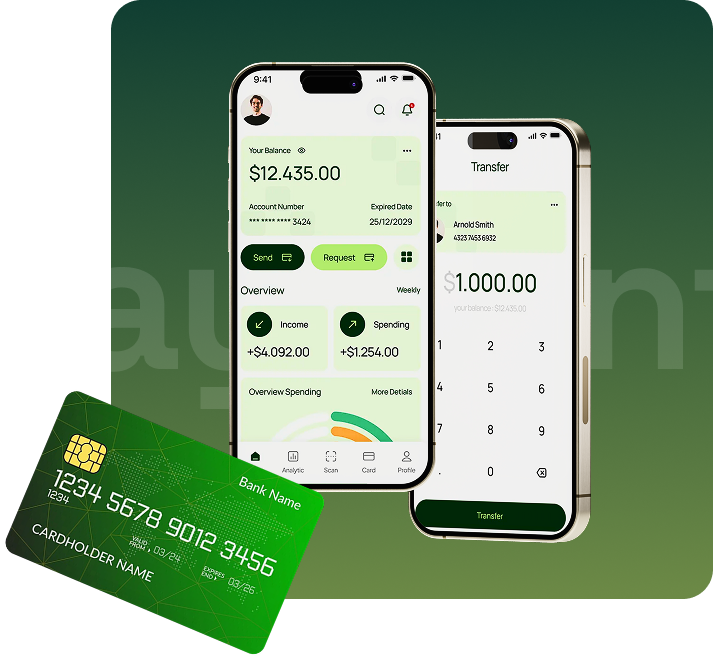 9:41
Your Balance
$12.435.00
Account Number
Expired Date
*** **** **** 3424
25/12/2029
Send
Request
Overview
Weekly
Income
Spending
+$4.092.00
+$1.254.00
Overview Spending
More Detials
Analytic
Scan
Card
Profile
Transfer
Arnold Smith
4323 7453 6932
$1.000.00
your balance : $12.435.00
1 2 3
4 5 6
7 8 9
. 0
Transfer
Bank Name
1234 5678 9012 3456
1234
VALID
FROM
03/24
EXPIRES
END
03/26
CARDHOLDER NAME